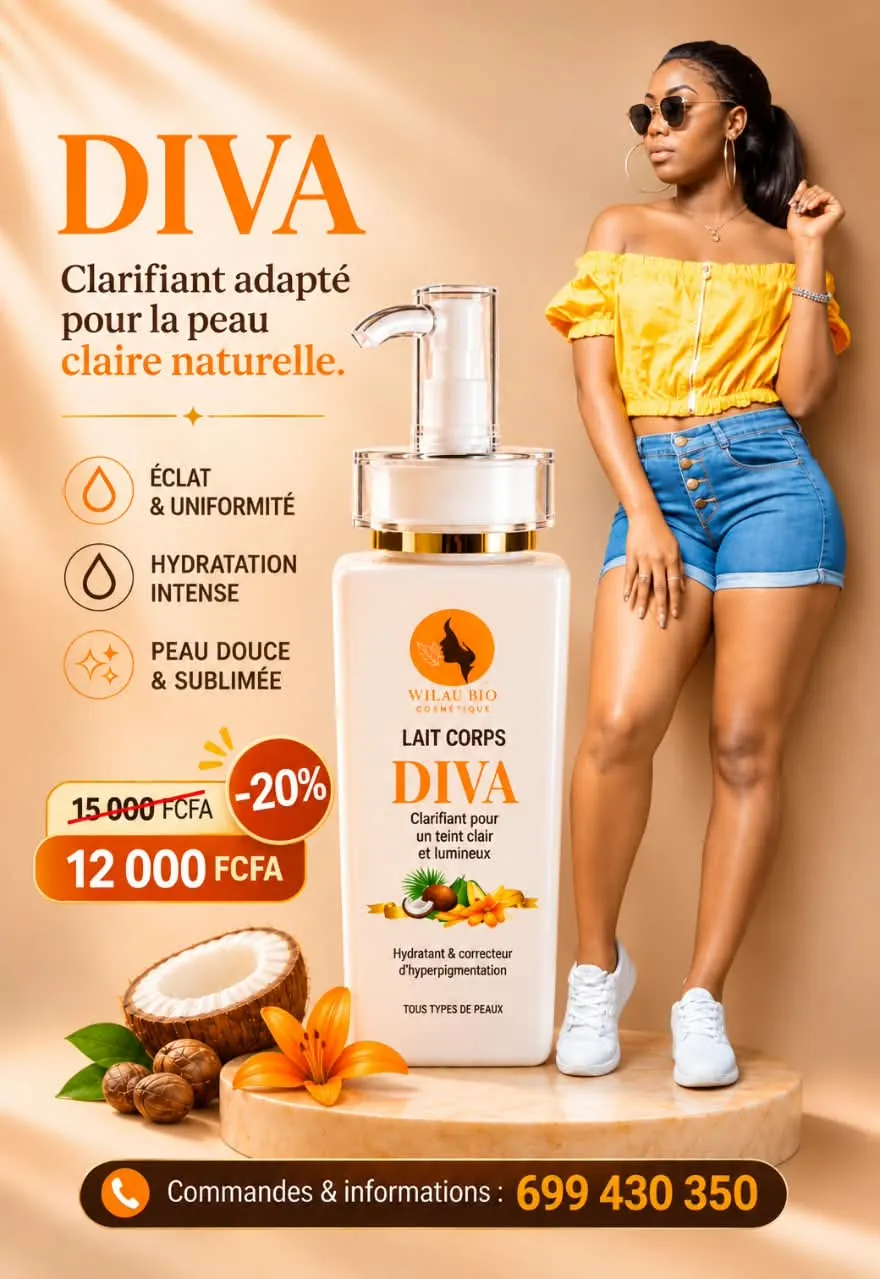 DIVA
Clarifiant adapté
pour la peau
claire naturelle.
ÉCLAT
& UNIFORMITÉ
HYDRATATION
INTENSE
PEAU DOUCE
& SUBLIMÉE
15 000 FCFA
-20%
12 000 FCFA
WILAU BIO
COSMÉTIQUE
LAIT CORPS
DIVA
Clarifiant pour
un teint clair
et lumineux
Hydratant & correcteur
d'hyperpigmentation
TOUS TYPES DE PEAUX
Commandes & informations : 699 430 350